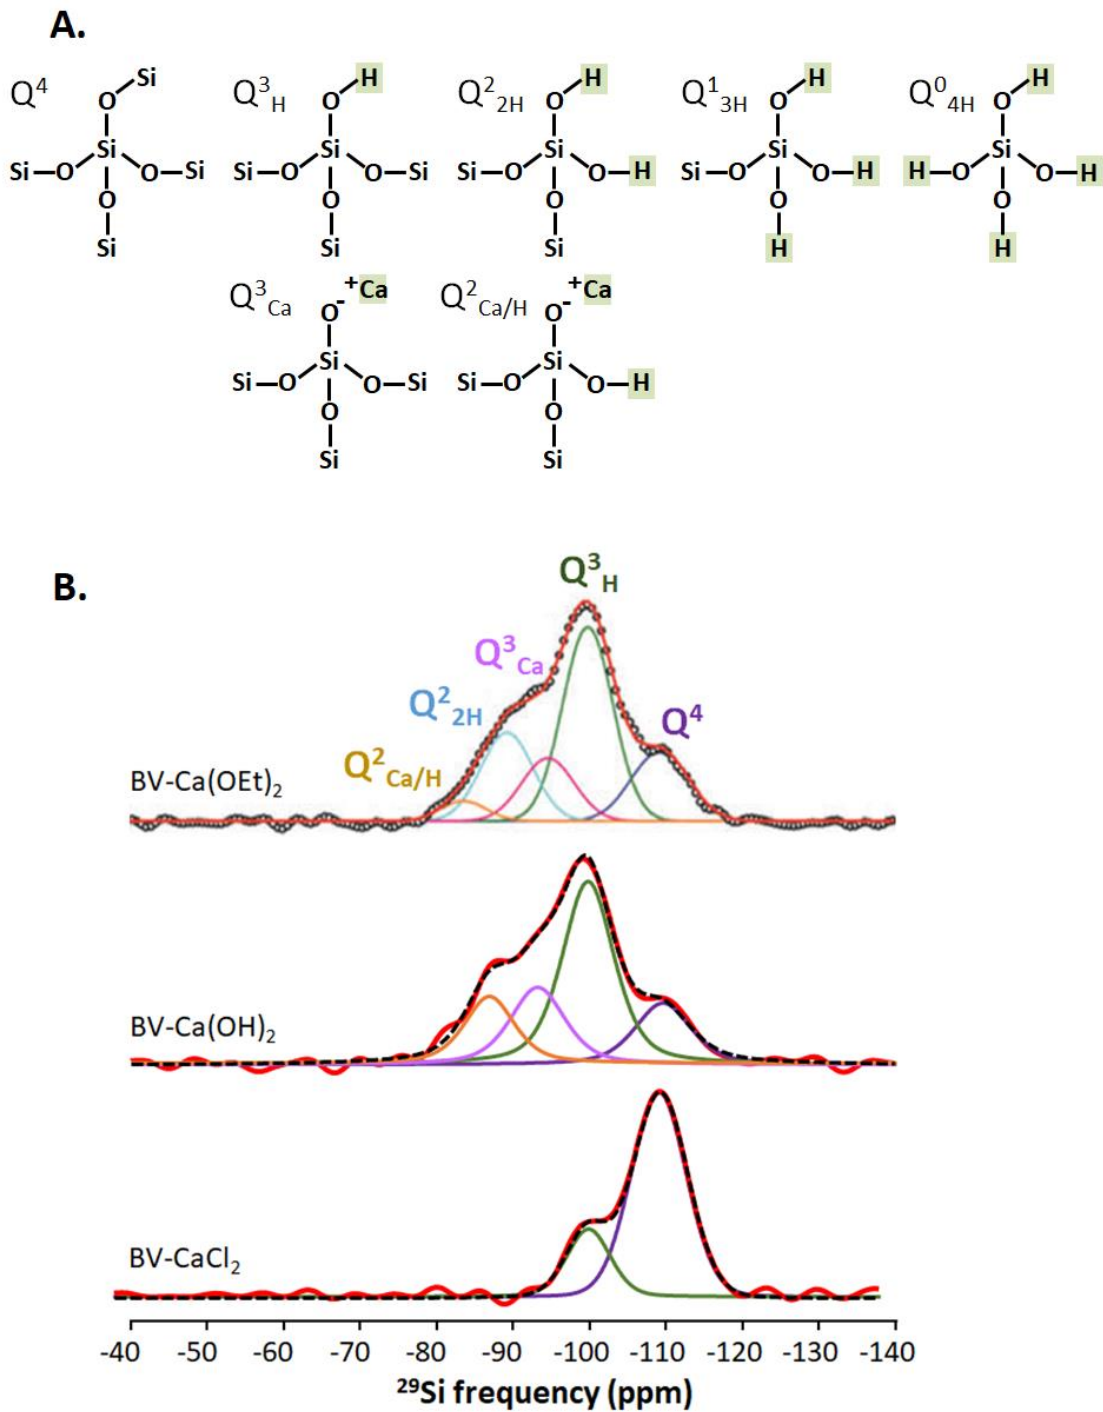 A.
Q⁴ Q³H Q²2H Q¹3H Q⁰4H
Si H H H H
O O O O O
Si—O Si O—Si Si—O Si O—Si Si—O Si O—H Si—O Si O—H H—O Si O—H
O O O O O
Si Si Si H H
Q³Ca Q²Ca/H
O- +Ca O- +Ca
Si—O Si O—Si Si—O Si O—H
O O
Si Si
B.
Q³H
Q³Ca
Q²2H
Q⁴
Q²Ca/H
BV-Ca(OEt)₂
BV-Ca(OH)₂
BV-CaCl₂
-40 -50 -60 -70 -80 -90 -100 -110 -120 -130 -140
²⁹Si frequency (ppm)